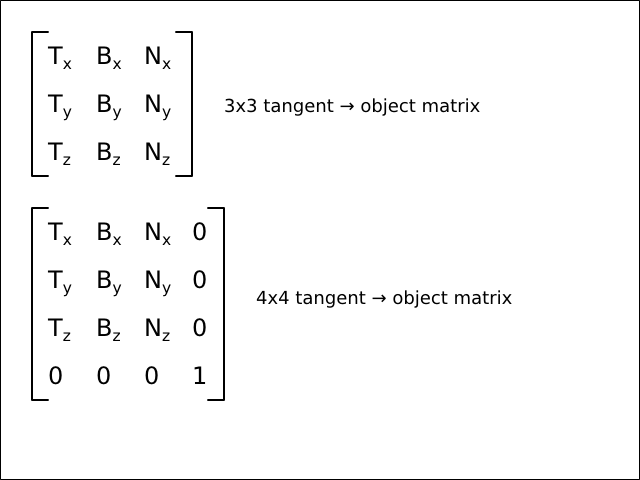 Tx Bx Nx
Ty By Ny
Tz Bz Nz
3x3 tangent → object matrix
Tx Bx Nx 0
Ty By Ny 0
Tz Bz Nz 0
0 0 0 1
4x4 tangent → object matrix